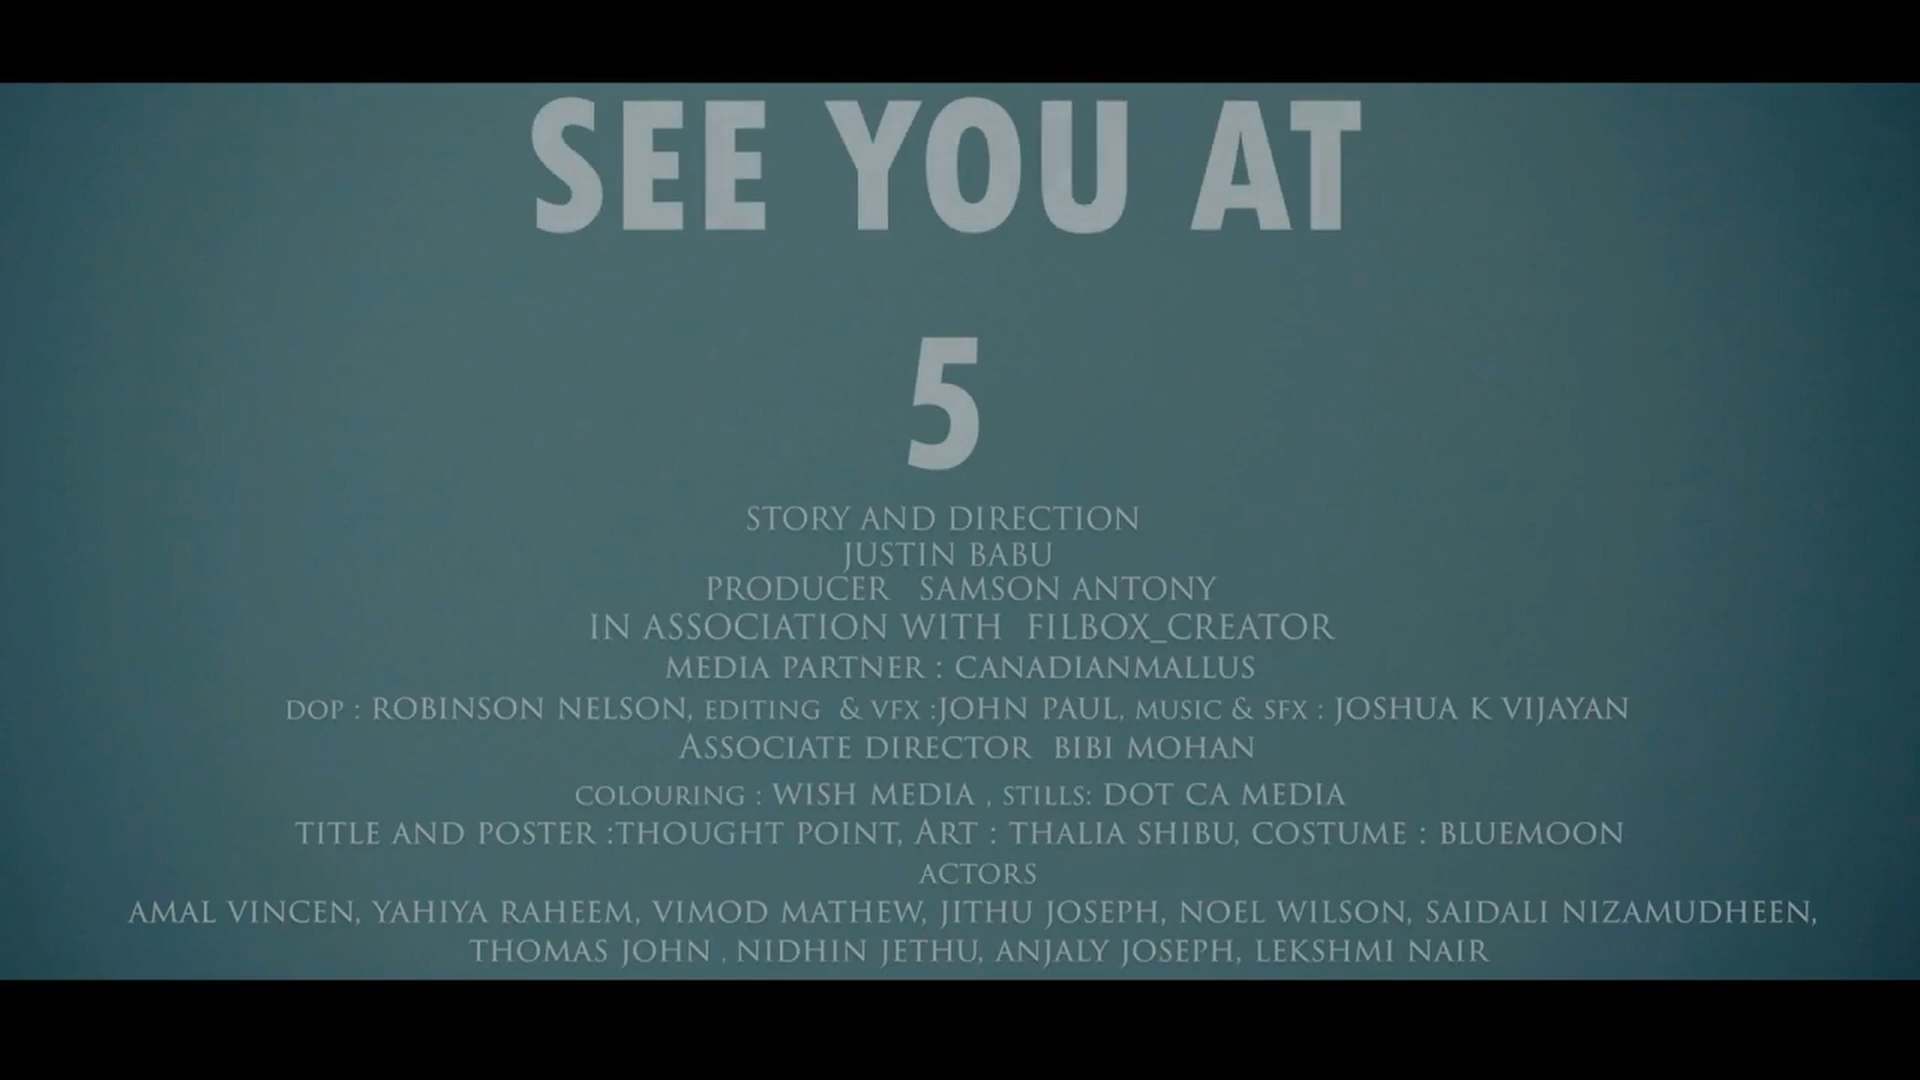 SEE YOU AT
5
STORY AND DIRECTION
JUSTIN BABU
PRODUCER SAMSON ANTONY
IN ASSOCIATION WITH FILBOX_CREATOR
MEDIA PARTNER : CANADIANMALLUS
DOP : ROBINSON NELSON, EDITING & VFX :JOHN PAUL, MUSIC & SFX : JOSHUA K VIJAYAN
ASSOCIATE DIRECTOR BIBI MOHAN
COLOURING : WISH MEDIA , STILLS: DOT CA MEDIA
TITLE AND POSTER :THOUGHT POINT, ART : THALIA SHIBU, COSTUME : BLUEMOON
ACTORS
AMAL VINCEN, YAHIYA RAHEEM, VIMOD MATHEW, JITHU JOSEPH, NOEL WILSON, SAIDALI NIZAMUDHEEN,
THOMAS JOHN , NIDHIN JETHU, ANJALY JOSEPH, LEKSHMI NAIR